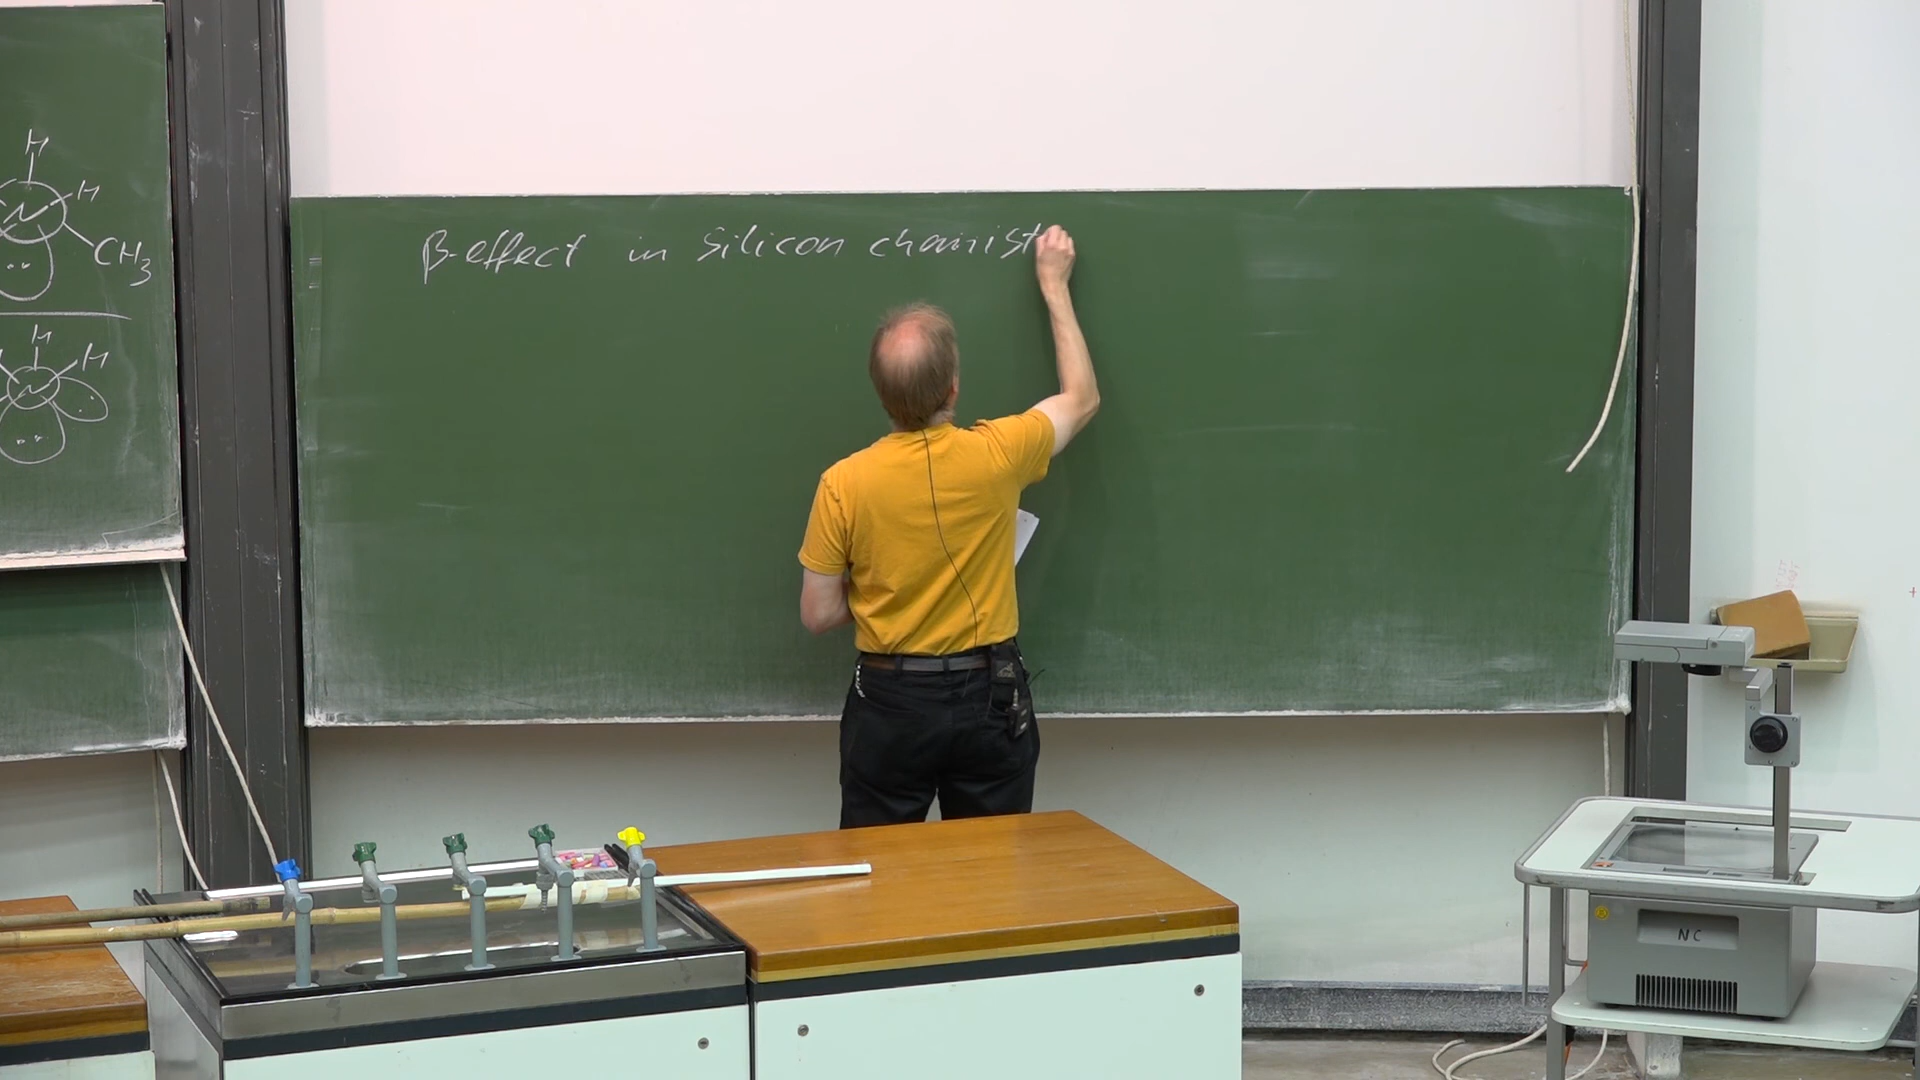 H
H
CH3
H
H
β-effect in silicon chemist
NC